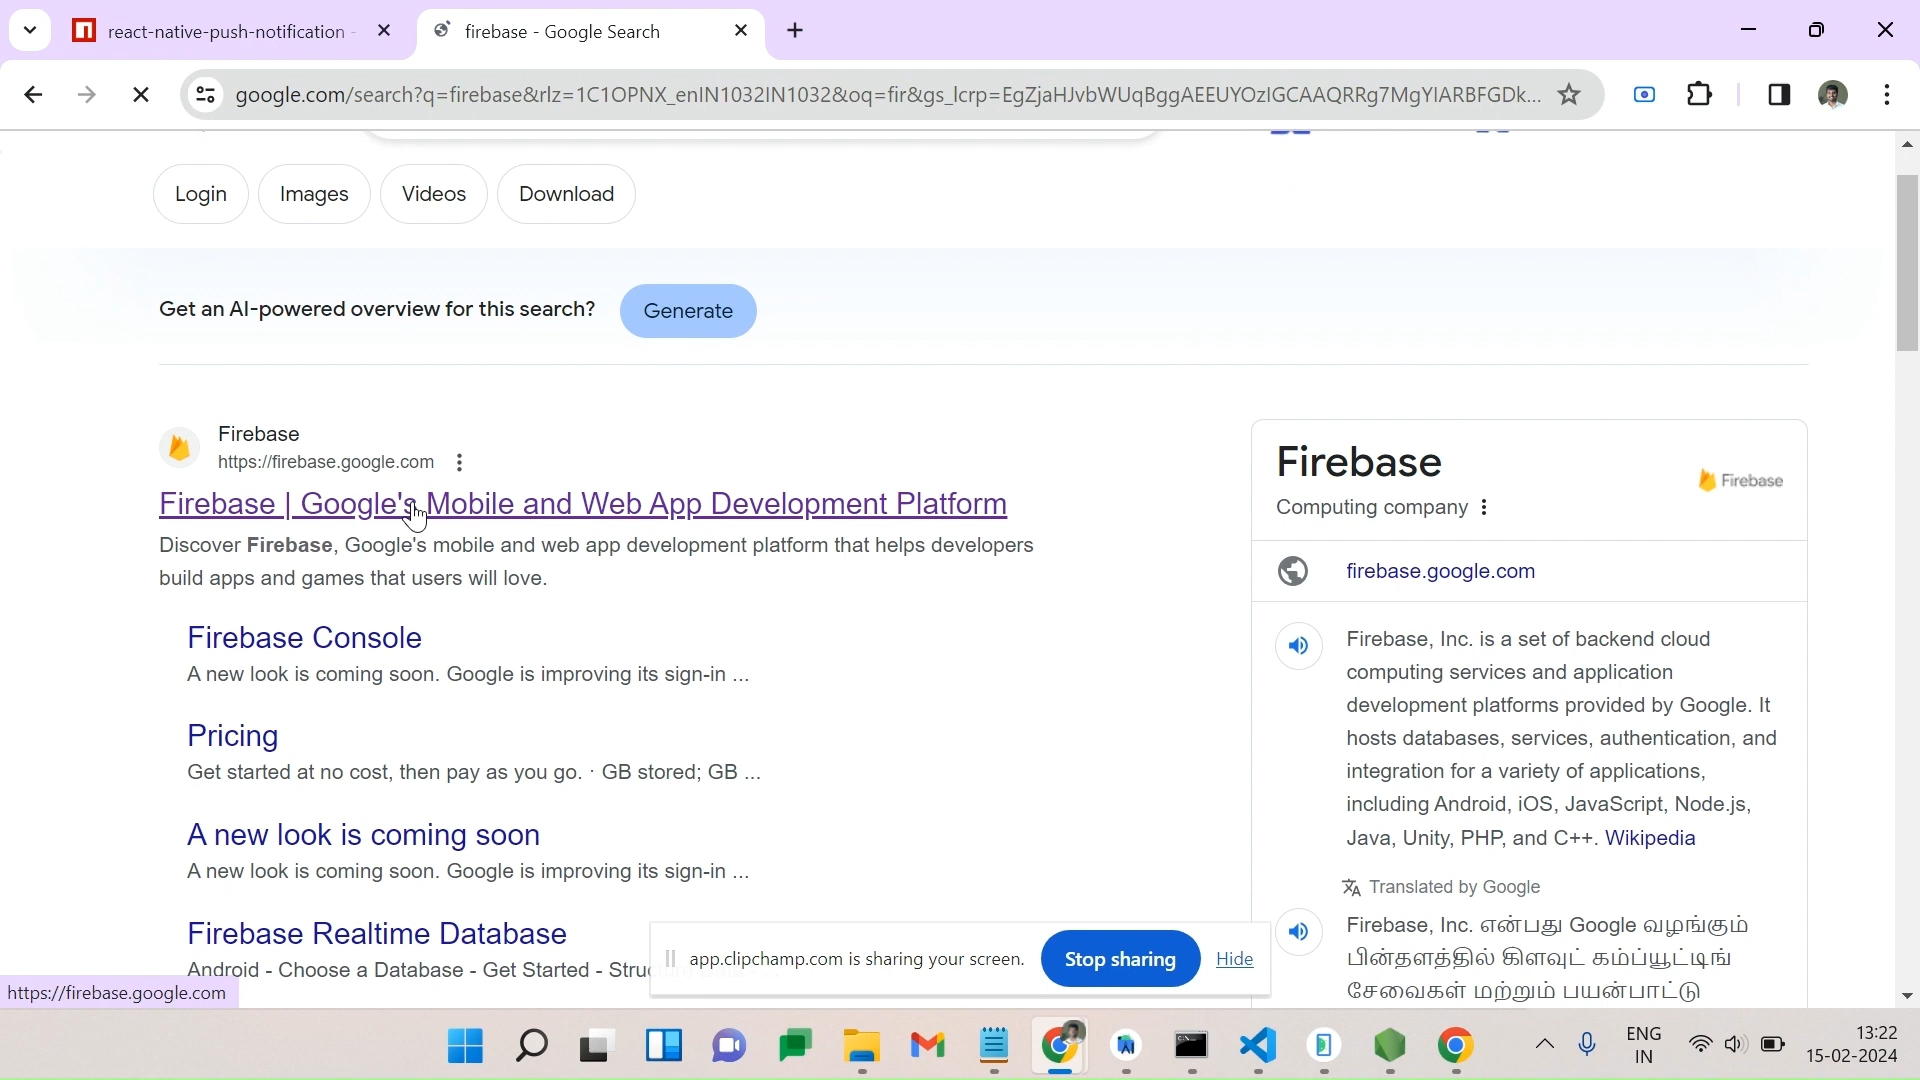 react-native-push-notification -
firebase - Google Search
google.com/search?q=firebase&rlz=1C1OPNX_enIN1032IN1032&oq=fir&gs_lcrp=EgZjaHJvbWUqBggAEEUYOzIGCAAQRRg7MgYIARBFGDk...
Login
Images
Videos
Download
Get an AI-powered overview for this search?
Generate
Firebase
https://firebase.google.com
Firebase | Google's Mobile and Web App Development Platform
Discover Firebase, Google's mobile and web app development platform that helps developers
build apps and games that users will love.
Firebase Console
A new look is coming soon. Google is improving its sign-in ...
Pricing
Get started at no cost, then pay as you go. · GB stored; GB ...
A new look is coming soon
A new look is coming soon. Google is improving its sign-in ...
Firebase Realtime Database
Android - Choose a Database - Get Started -
Firebase
Firebase
Computing company
firebase.google.com
Firebase, Inc. is a set of backend cloud
computing services and application
development platforms provided by Google. It
hosts databases, services, authentication, and
integration for a variety of applications,
including Android, iOS, JavaScript, Node.js,
Java, Unity, PHP, and C++. Wikipedia
Translated by Google
Firebase, Inc. என்பது Google வழங்கும்
பின்தளத்தில் கிளவுட் கம்ப்யூட்டிங்
சேவைகள் மற்றும் பயன்பாட்டு
app.clipchamp.com is sharing your screen.
Stop sharing
Hide
https://firebase.google.com
ENG
IN
13:22
15-02-2024